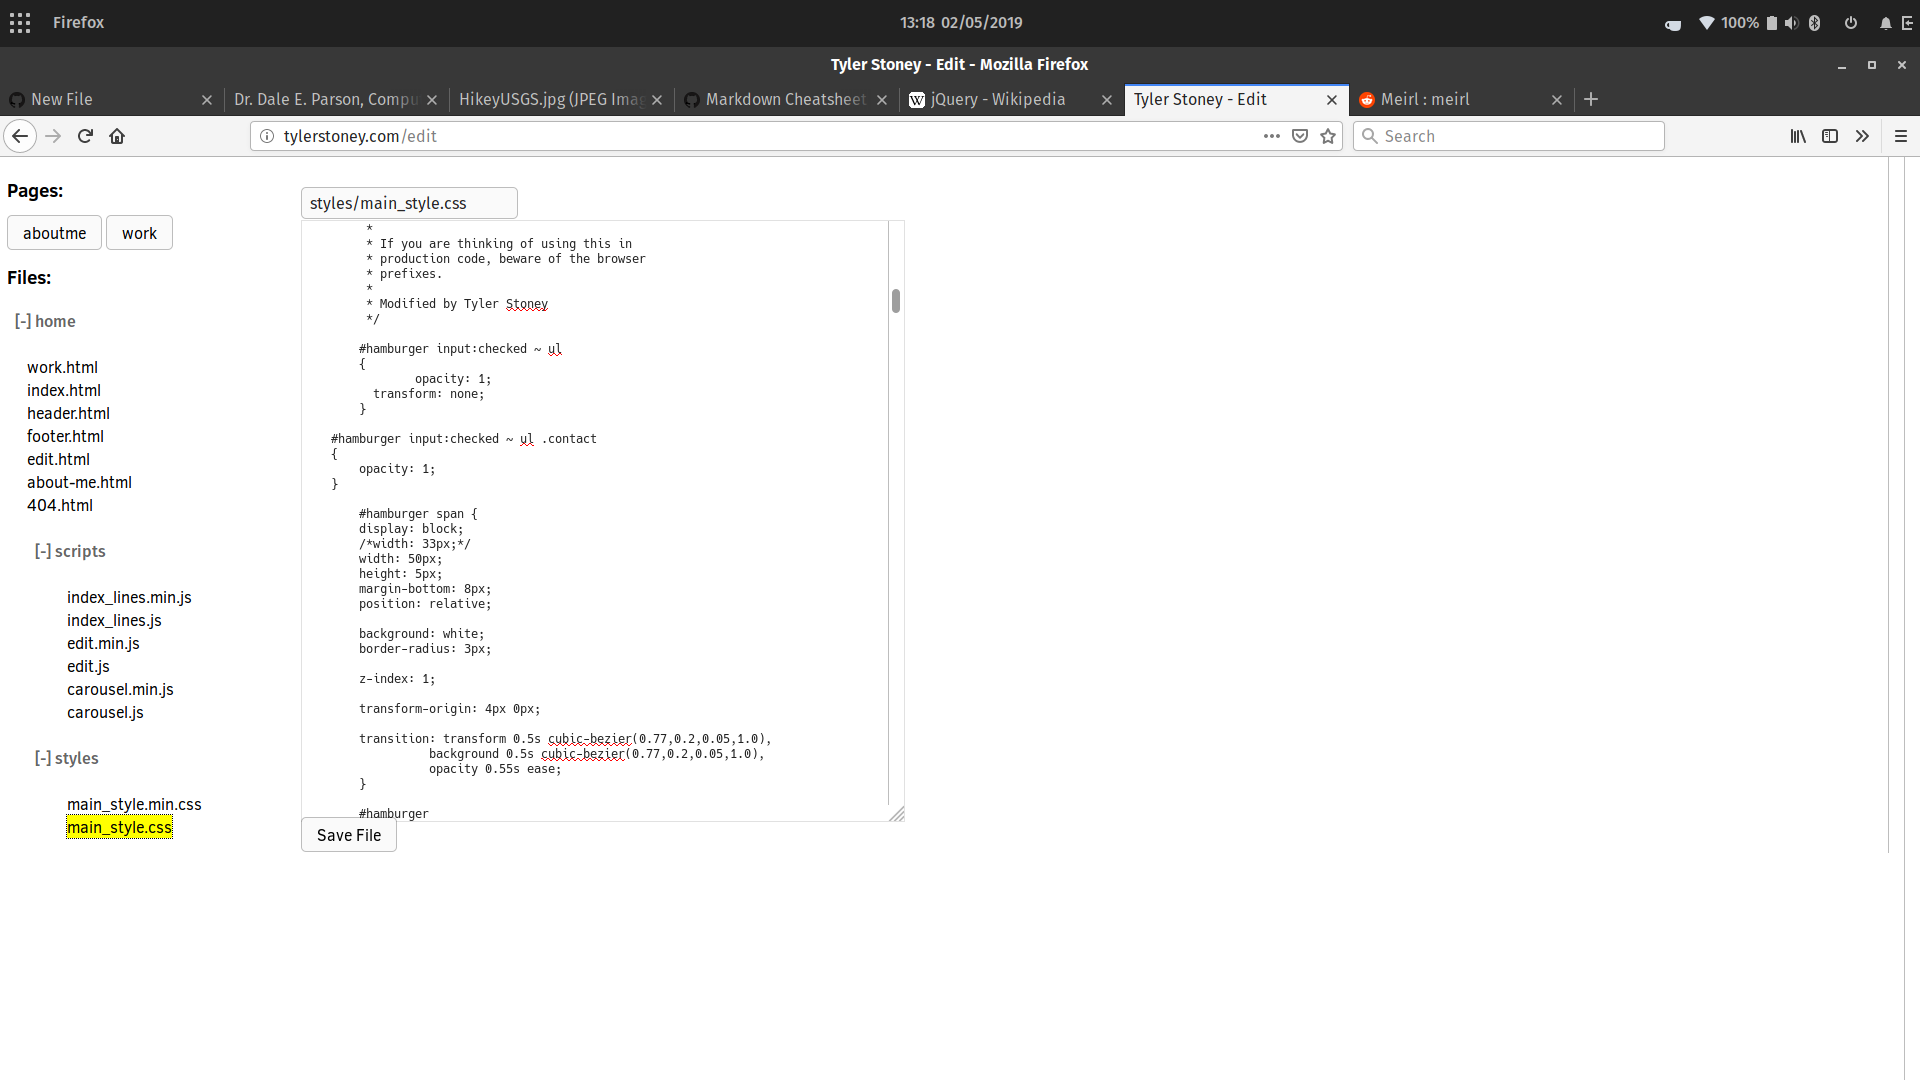 Firefox
13:18 02/05/2019
100%
Tyler Stoney - Edit - Mozilla Firefox
New File
Dr. Dale E. Parson, Compu
HikeyUSGS.jpg (JPEG Imag
Markdown Cheatsheet
jQuery - Wikipedia
Tyler Stoney - Edit
Meirl : meirl
tylerstoney.com/edit
Search
Pages:
aboutme
work
Files:
[-] home
work.html
index.html
header.html
footer.html
edit.html
about-me.html
404.html
[-] scripts
index_lines.min.js
index_lines.js
edit.min.js
edit.js
carousel.min.js
carousel.js
[-] styles
main_style.min.css
main_style.css
styles/main_style.css
*
* If you are thinking of using this in
* production code, beware of the browser
* prefixes.
*
* Modified by Tyler Stoney
*/
#hamburger input:checked ~ ul
{
opacity: 1;
transform: none;
}
#hamburger input:checked ~ ul .contact
{
opacity: 1;
}
#hamburger span {
display: block;
/*width: 33px;*/
width: 50px;
height: 5px;
margin-bottom: 8px;
position: relative;
background: white;
border-radius: 3px;
z-index: 1;
transform-origin: 4px 0px;
transition: transform 0.5s cubic-bezier(0.77,0.2,0.05,1.0),
background 0.5s cubic-bezier(0.77,0.2,0.05,1.0),
opacity 0.55s ease;
}
#hamburger
Save File